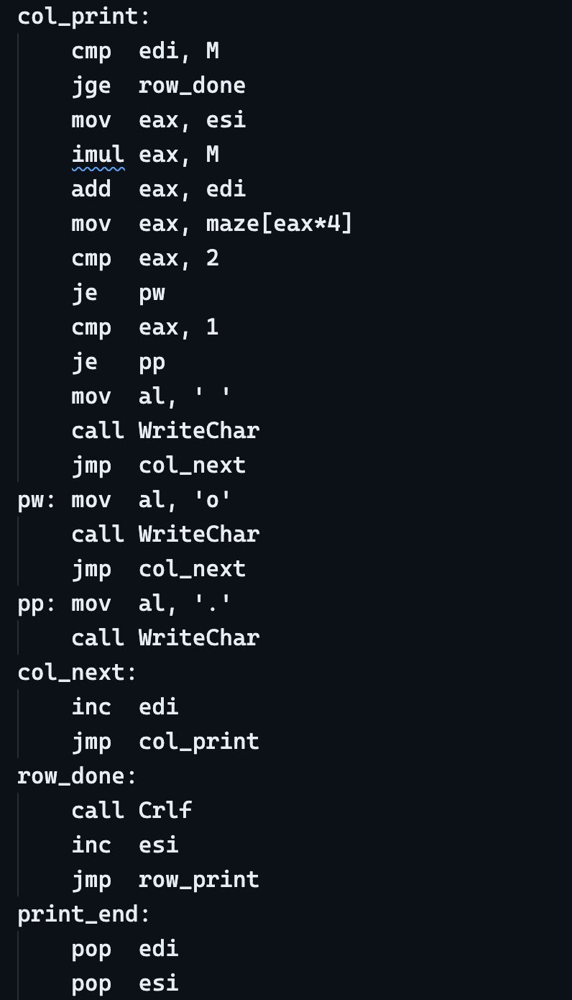 col_print:
    cmp  edi, M
    jge  row_done
    mov  eax, esi
    imul eax, M
    add  eax, edi
    mov  eax, maze[eax*4]
    cmp  eax, 2
    je   pw
    cmp  eax, 1
    je   pp
    mov  al, ' '
    call WriteChar
    jmp  col_next
pw: mov  al, 'o'
    call WriteChar
    jmp  col_next
pp: mov  al, '.'
    call WriteChar
col_next:
    inc  edi
    jmp  col_print
row_done:
    call Crlf
    inc  esi
    jmp  row_print
print_end:
    pop  edi
    pop  esi